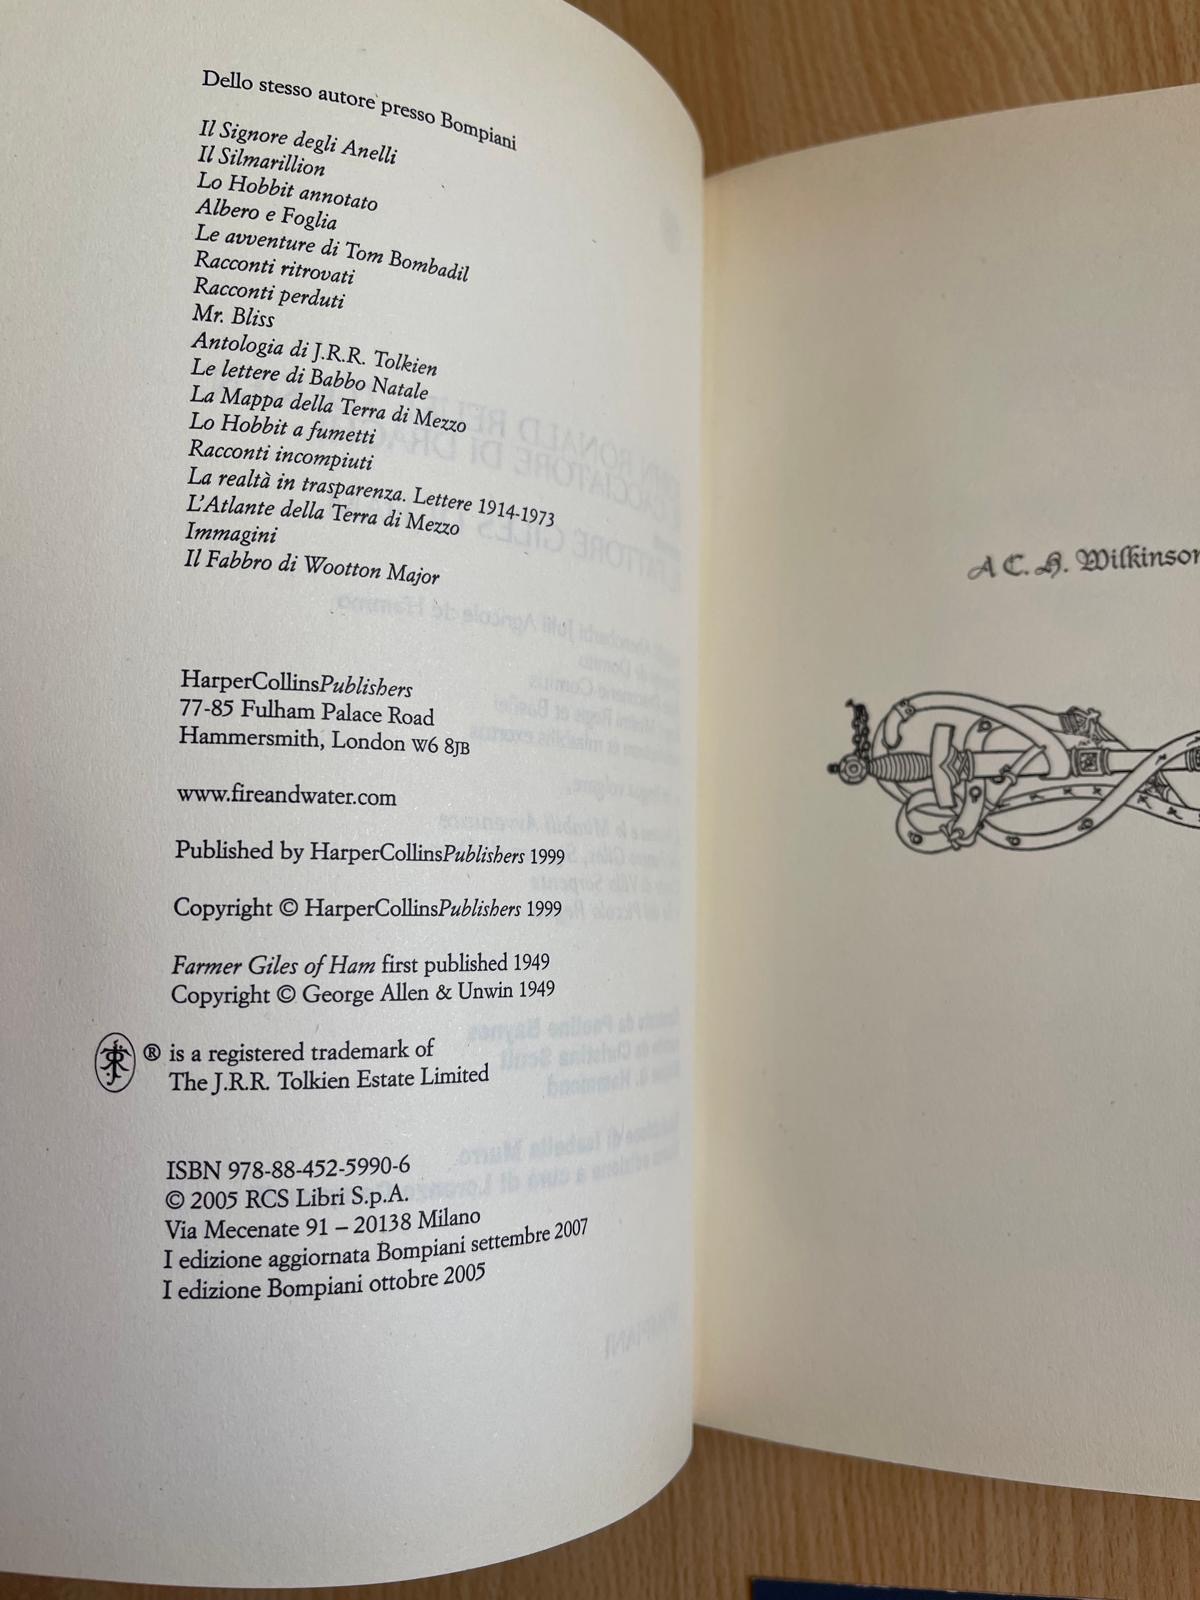 Dello stesso autore presso Bompiani
Il Signore degli Anelli
Il Silmarillion
Lo Hobbit annotato
Albero e Foglia
Le avventure di Tom Bombadil
Racconti ritrovati
Racconti perduti
Mr. Bliss
Antologia di J.R.R. Tolkien
Le lettere di Babbo Natale
La Mappa della Terra di Mezzo
Lo Hobbit a fumetti
Racconti incompiuti
La realtà in trasparenza. Lettere 1914-1973
L'Atlante della Terra di Mezzo
Immagini
Il Fabbro di Wootton Major
HarperCollinsPublishers
77-85 Fulham Palace Road
Hammersmith, London W6 8JB
www.fireandwater.com
Published by HarperCollinsPublishers 1999
Copyright © HarperCollinsPublishers 1999
Farmer Giles of Ham first published 1949
Copyright © George Allen & Unwin 1949
® is a registered trademark of
The J.R.R. Tolkien Estate Limited
ISBN 978-88-452-5990-6
© 2005 RCS Libri S.p.A.
Via Mecenate 91 – 20138 Milano
I edizione aggiornata Bompiani settembre 2007
I edizione Bompiani ottobre 2005
A C. H. Wilkinson